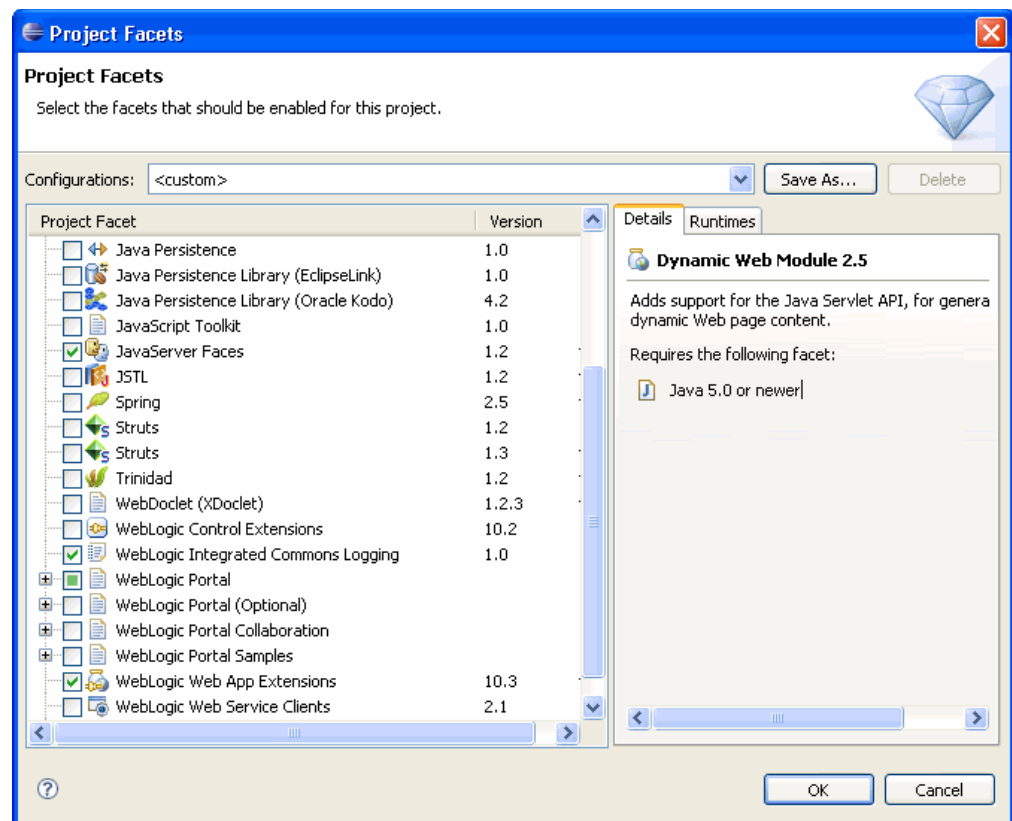 Project Facets
Project Facets
Select the facets that should be enabled for this project.
Configurations: <custom> Save As... Delete
Project Facet Version
Java Persistence 1.0
Java Persistence Library (EclipseLink) 1.0
Java Persistence Library (Oracle Kodo) 4.2
JavaScript Toolkit 1.0
JavaServer Faces 1.2
JSTL 1.2
Spring 2.5
Struts 1.2
Struts 1.3
Trinidad 1.2
WebDoclet (XDoclet) 1.2.3
WebLogic Control Extensions 10.2
WebLogic Integrated Commons Logging 1.0
WebLogic Portal
WebLogic Portal (Optional)
WebLogic Portal Collaboration
WebLogic Portal Samples
WebLogic Web App Extensions 10.3
WebLogic Web Service Clients 2.1
Details Runtimes
Dynamic Web Module 2.5
Adds support for the Java Servlet API, for genera
dynamic Web page content.
Requires the following facet:
Java 5.0 or newer
OK Cancel